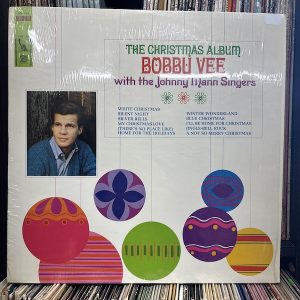 THE CHRISTMAS ALBUM
BOBBY VEE
with the Johnny Mann Singers
WHITE CHRISTMAS
SILENT NIGHT
SILVER BELLS
MY CHRISTMAS LOVE
(THERE'S NO PLACE LIKE)
HOME FOR THE HOLIDAYS
WINTER WONDERLAND
BLUE CHRISTMAS
I'LL BE HOME FOR CHRISTMAS
JINGLE-BELL ROCK
A NOT SO MERRY CHRISTMAS